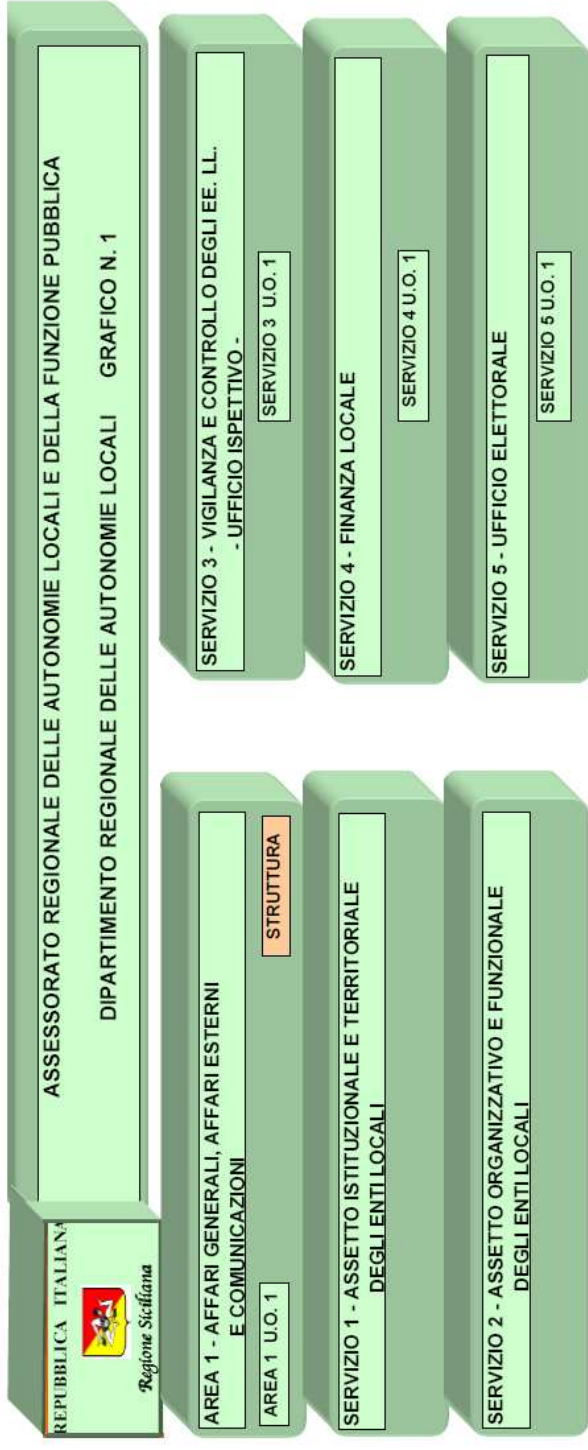 REPUBBLICA ITALIANA
Regione Siciliana
ASSESSORATO REGIONALE DELLE AUTONOMIE LOCALI E DELLA FUNZIONE PUBBLICA
DIPARTIMENTO REGIONALE DELLE AUTONOMIE LOCALI GRAFICO N. 1
AREA 1 - AFFARI GENERALI, AFFARI ESTERNI
E COMUNICAZIONI
AREA 1 U.O. 1
STRUTTURA
SERVIZIO 1 - ASSETTO ISTITUZIONALE E TERRITORIALE
DEGLI ENTI LOCALI
SERVIZIO 2 - ASSETTO ORGANIZZATIVO E FUNZIONALE
DEGLI ENTI LOCALI
SERVIZIO 3 - VIGILANZA E CONTROLLO DEGLI EE. LL.
- UFFICIO ISPETTIVO -
SERVIZIO 3 U.O. 1
SERVIZIO 4 - FINANZA LOCALE
SERVIZIO 4 U.O. 1
SERVIZIO 5 - UFFICIO ELETTORALE
SERVIZIO 5 U.O. 1